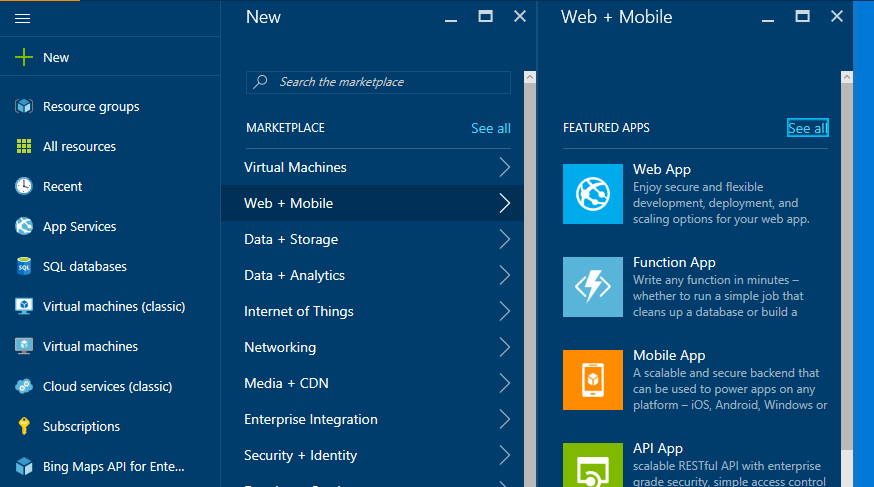 New
Resource groups
All resources
Recent
App Services
SQL
SQL databases
Virtual machines (classic)
Virtual machines
Cloud services (classic)
Subscriptions
Bing Maps API for Ente...
New
Search the marketplace
MARKETPLACE
See all
Virtual Machines
Web + Mobile
Data + Storage
Data + Analytics
Internet of Things
Networking
Media + CDN
Enterprise Integration
Security + Identity
Web + Mobile
FEATURED APPS
See all
Web App
Enjoy secure and flexible
development, deployment, and
scaling options for your web app.
Function App
Write any function in minutes –
whether to run a simple job that
cleans up a database or build a
Mobile App
A scalable and secure backend that
can be used to power apps on any
platform – iOS, Android, Windows or
API App
scalable RESTful API with enterprise
grade security, simple access control